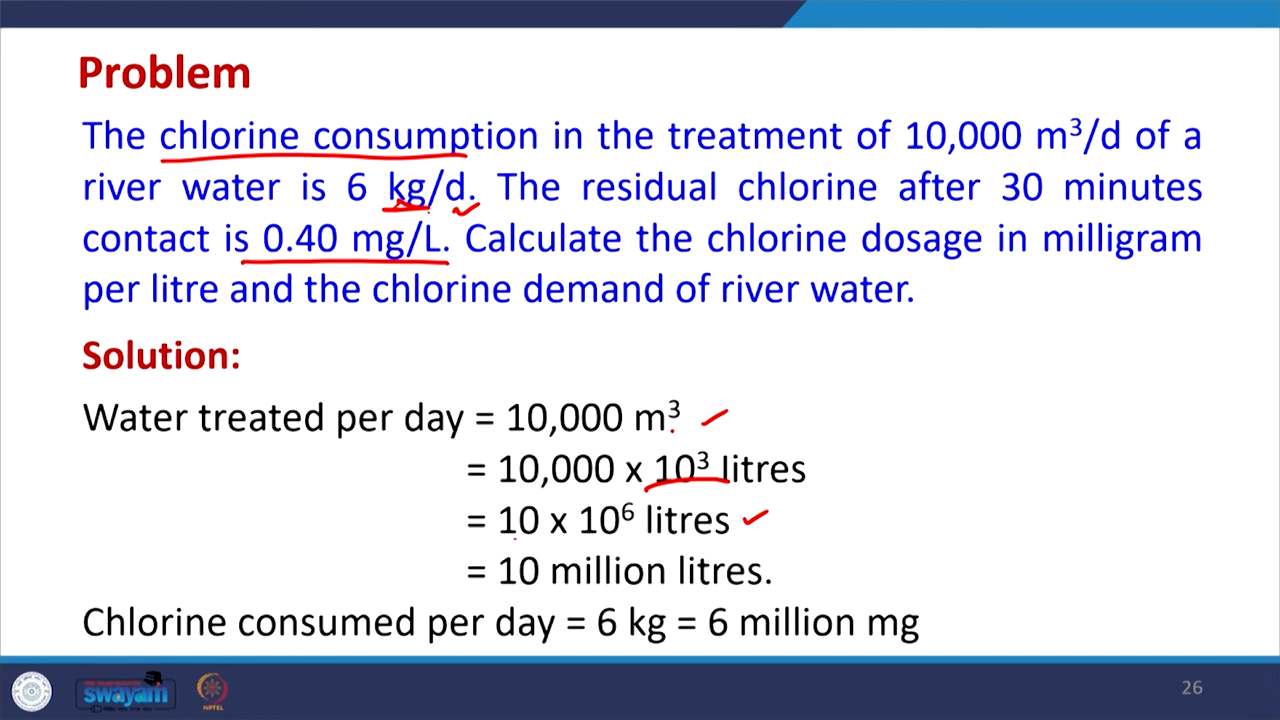 Problem
The chlorine consumption in the treatment of 10,000 m³/d of a
river water is 6 kg/d. The residual chlorine after 30 minutes
contact is 0.40 mg/L. Calculate the chlorine dosage in milligram
per litre and the chlorine demand of river water.
Solution:
Water treated per day = 10,000 m³
= 10,000 x 10³ litres
= 10 x 10⁶ litres
= 10 million litres.
Chlorine consumed per day = 6 kg = 6 million mg
swayam
NPTEL
26